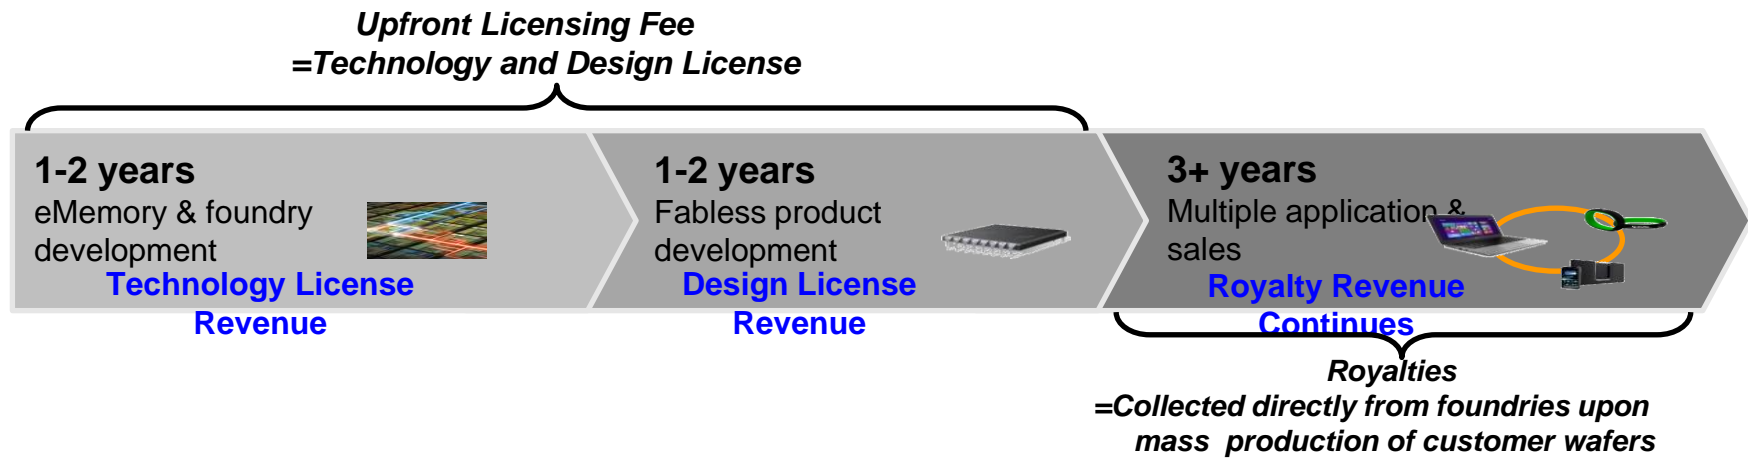 Upfront Licensing Fee
=Technology and Design License
1-2 years
eMemory & foundry
development
Technology License
Revenue
1-2 years
Fabless product
development
Design License
Revenue
3+ years
Multiple application &
sales
Royalty Revenue
Continues
Royalties
=Collected directly from foundries upon
mass production of customer wafers